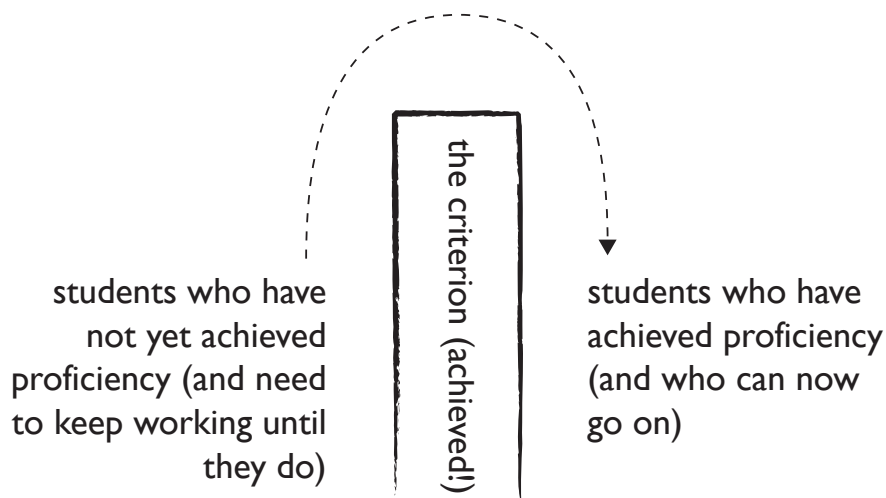 the criterion (achieved!)
students who have
not yet achieved
proficiency (and need
to keep working until
they do)
students who have
achieved proficiency
(and who can now
go on)